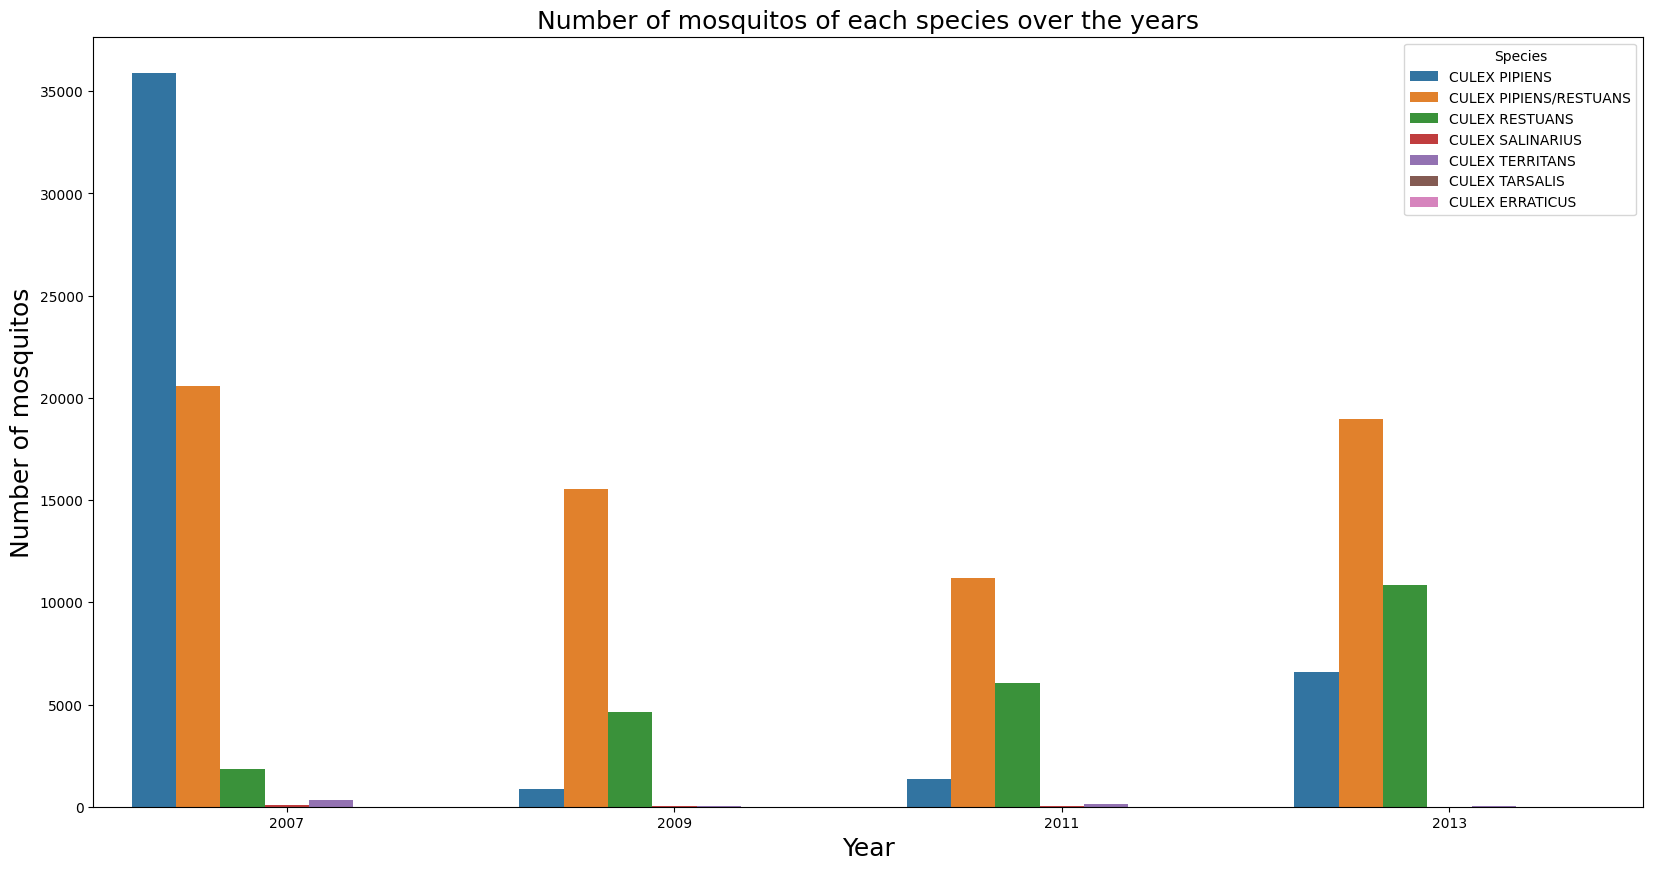 Number of mosquitos of each species over the years
Species
CULEX PIPIENS
CULEX PIPIENS/RESTUANS
CULEX RESTUANS
CULEX SALINARIUS
CULEX TERRITANS
CULEX TARSALIS
CULEX ERRATICUS
Number of mosquitos
35000
30000
25000
20000
15000
10000
5000
0
2007 2009 2011 2013
Year